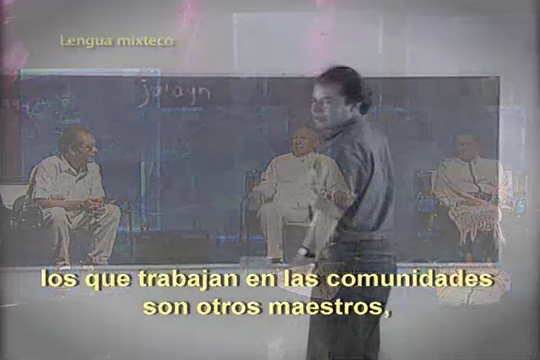 Lengua mixteco
los que trabajan en las comunidades
son otros maestros,